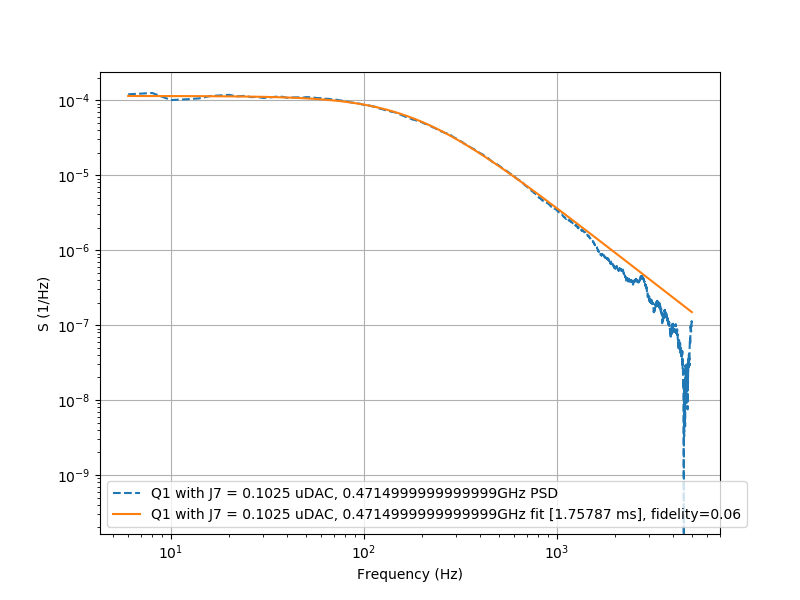 10⁻⁴
10⁻⁵
10⁻⁶
10⁻⁷
10⁻⁸
10⁻⁹
S (1/Hz)
Q1 with J7 = 0.1025 uDAC, 0.4714999999999999GHz PSD
Q1 with J7 = 0.1025 uDAC, 0.4714999999999999GHz fit [1.75787 ms], fidelity=0.06
10¹ 10² 10³
Frequency (Hz)